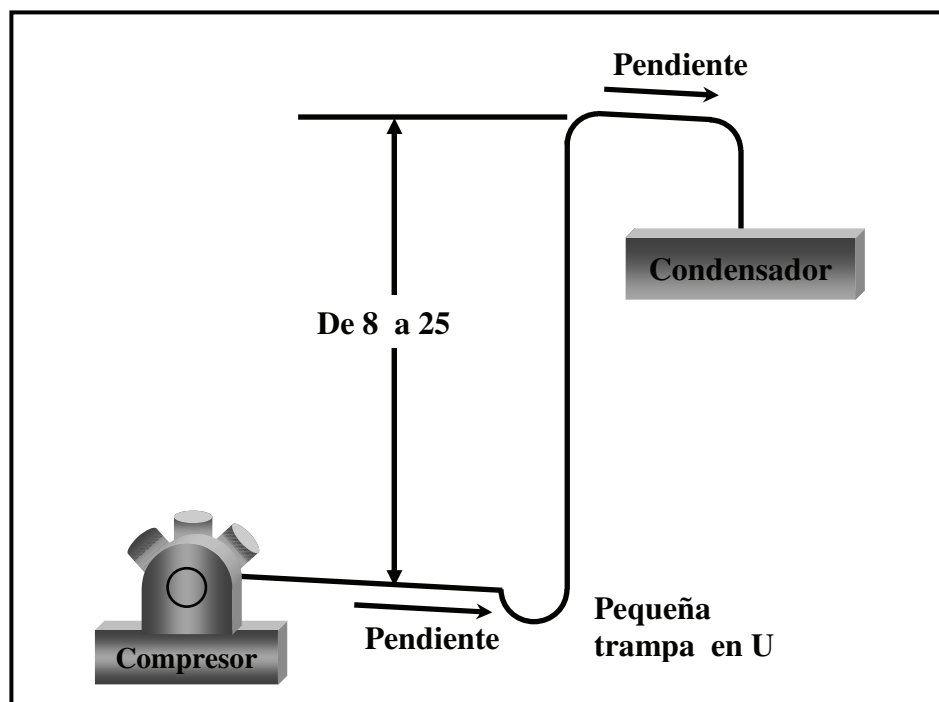 Pendiente
Condensador
De 8 a 25
Pequeña
trampa en U
Pendiente
Compresor